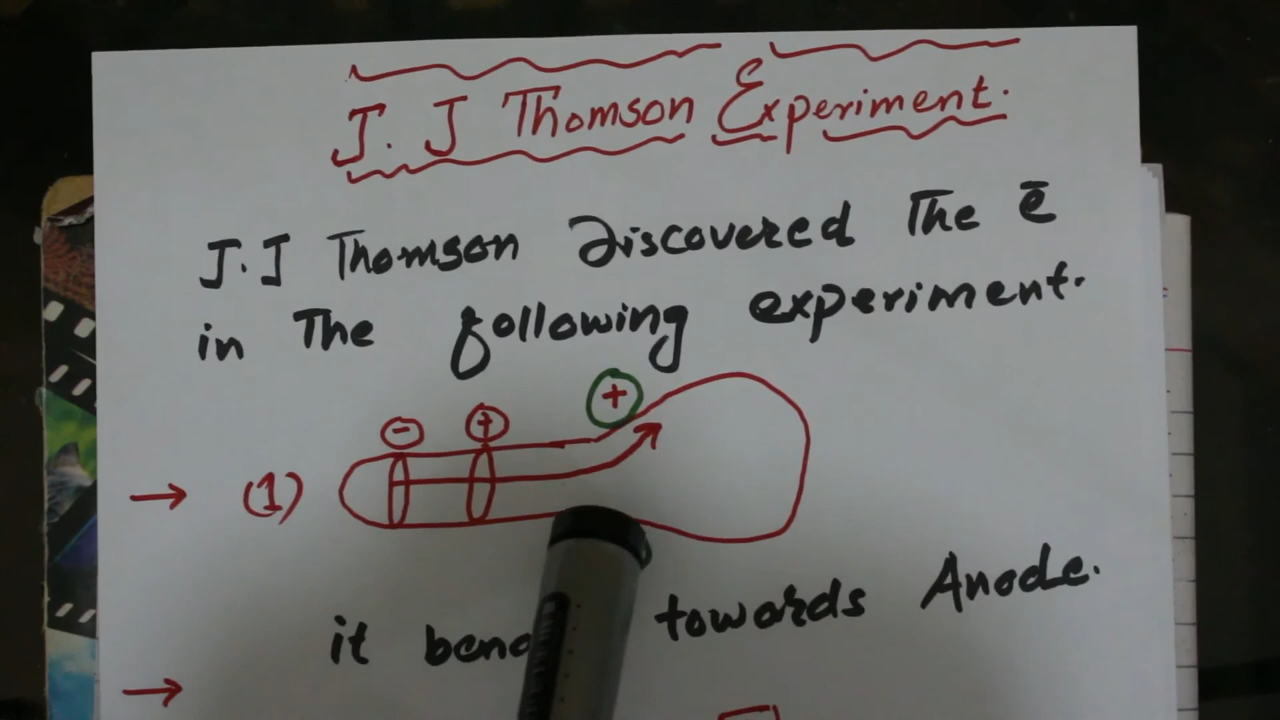 J. J Thomson Experiment.
J.J Thomson Discovered The ē
in The following experiment.
- + +
→ (1)
it towards Anode.
→